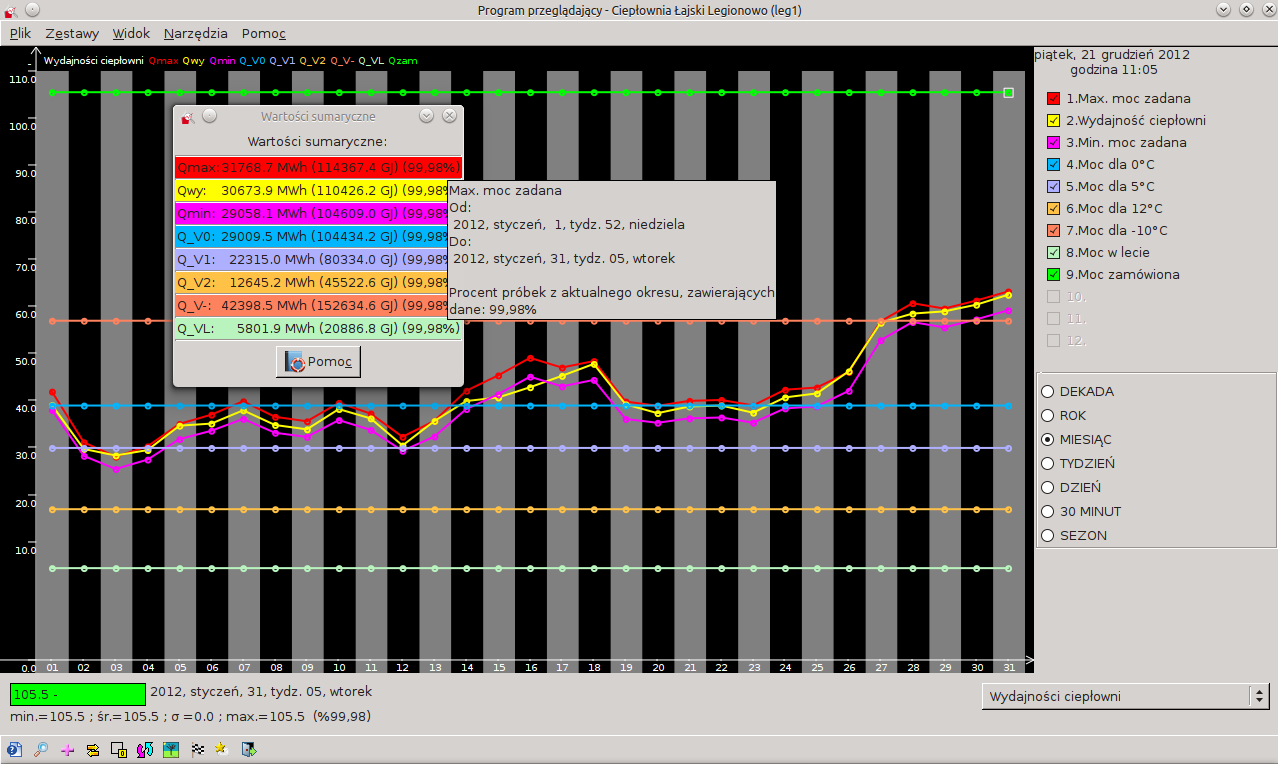 Program przeglądający - Ciepłownia Łajski Legionowo (leg1)
Plik Zestawy Widok Narzędzia Pomoc
Wydajności ciepłowni Qmax Qwy Qmin Q_V0 Q_V1 Q_V2 Q_V- Q_VL Qzam
110.0
100.0
90.0
80.0
70.0
60.0
50.0
40.0
30.0
20.0
10.0
0.0
01 02 03 04 05 06 07 08 09 10 11 12 13 14 15 16 17 18 19 20 21 22 23 24 25 26 27 28 29 30 31
Wartości sumaryczne
Wartości sumaryczne:
Qmax: 31768.7 MWh (114367.4 GJ) (99,98%)
Qwy: 30673.9 MWh (110426.2 GJ) (99,98%
Qmin: 29058.1 MWh (104609.0 GJ) (99,98%
Q_V0: 29009.5 MWh (104434.2 GJ) (99,98%
Q_V1: 22315.0 MWh (80334.0 GJ) (99,98%
Q_V2: 12645.2 MWh (45522.6 GJ) (99,98%
Q_V-: 42398.5 MWh (152634.6 GJ) (99,98%
Q_VL: 5801.9 MWh (20886.8 GJ) (99,98%)
Pomoc
Max. moc zadana
Od:
2012, styczeń, 1, tydz. 52, niedziela
Do:
2012, styczeń, 31, tydz. 05, wtorek
Procent próbek z aktualnego okresu, zawierających
dane: 99,98%
piątek, 21 grudzień 2012
godzina 11:05
1.Max. moc zadana
2.Wydajność ciepłowni
3.Min. moc zadana
4.Moc dla 0°C
5.Moc dla 5°C
6.Moc dla 12°C
7.Moc dla -10°C
8.Moc w lecie
9.Moc zamówiona
10.
11.
12.
DEKADA
ROK
MIESIĄC
TYDZIEŃ
DZIEŃ
30 MINUT
SEZON
105.5 - 2012, styczeń, 31, tydz. 05, wtorek
min.=105.5 ; śr.=105.5 ; σ =0.0 ; max.=105.5 (%99,98)
Wydajności ciepłowni